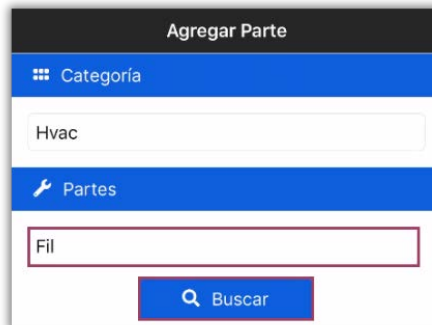 Agregar Parte
Categoría
Hvac
Partes
Fil
Buscar